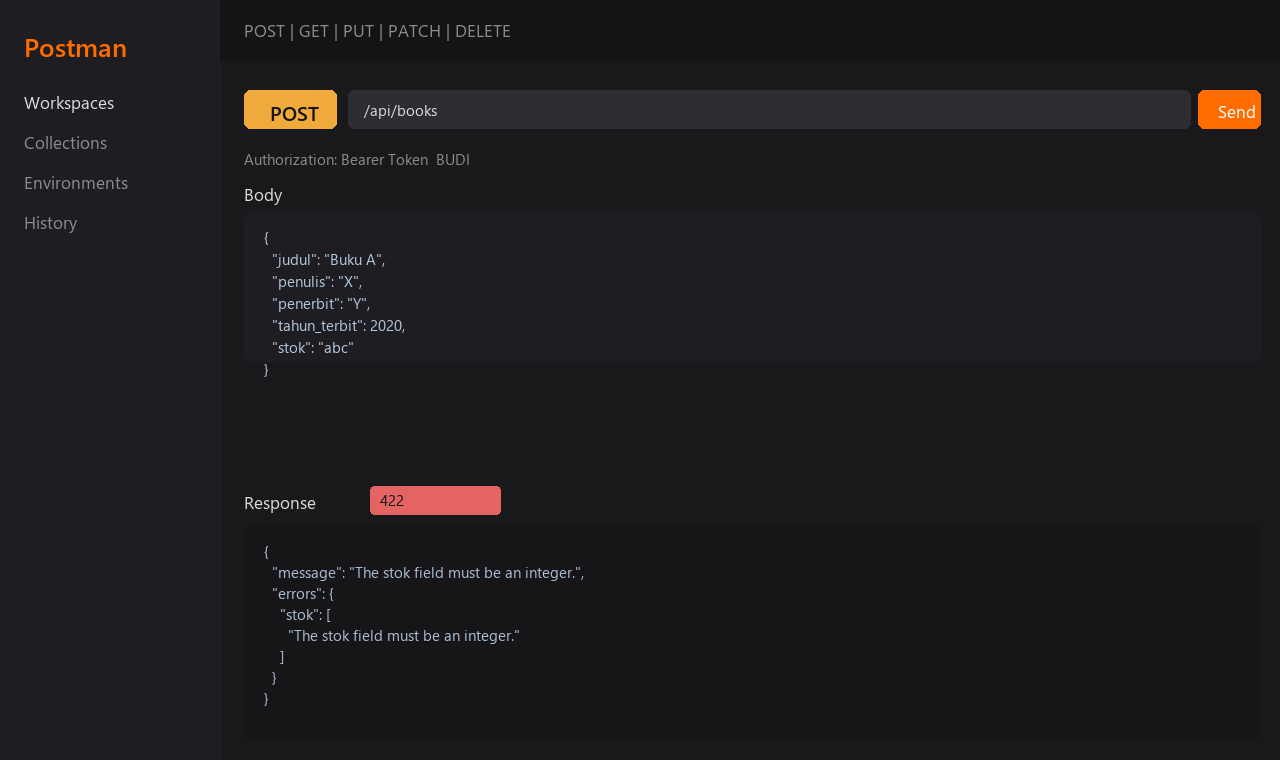 Postman
Workspaces
Collections
Environments
History
POST | GET | PUT | PATCH | DELETE
POST
/api/books
Send
Authorization: Bearer Token  BUDI
Body
{
  "judul": "Buku A",
  "penulis": "X",
  "penerbit": "Y",
  "tahun_terbit": 2020,
  "stok": "abc"
}
Response
422
{
  "message": "The stok field must be an integer.",
  "errors": {
    "stok": [
      "The stok field must be an integer."
    ]
  }
}